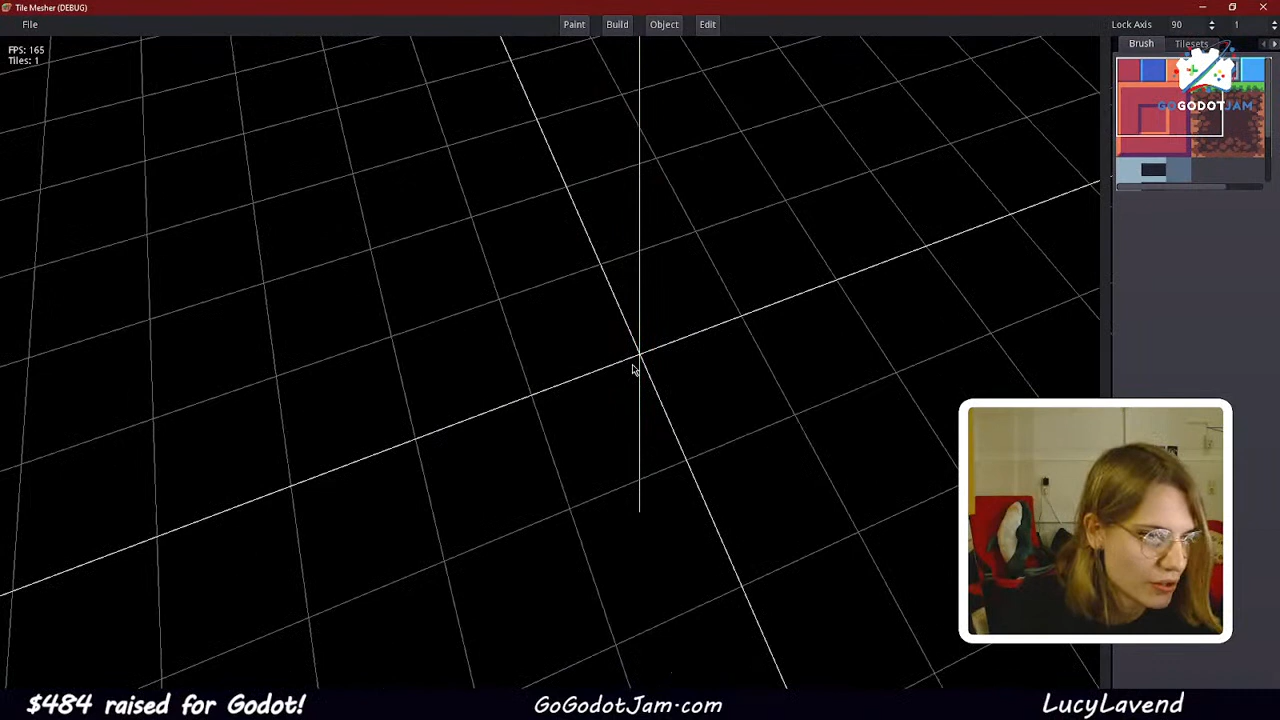 Tile Mesher (DEBUG)
File
Paint
Build
Object
Edit
Lock Axis
90
1
FPS: 165
Tiles: 1
Brush
Tilesets
GOGODOTJAM
$484 raised for Godot!
GoGodotJam.com
LucyLavend